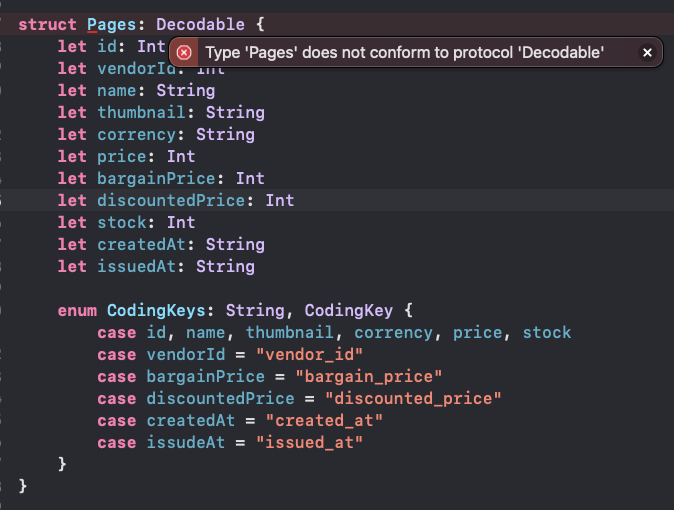 struct Pages: Decodable {
Type 'Pages' does not conform to protocol 'Decodable'
let id: Int
let vendorId: Int
let name: String
let thumbnail: String
let corrency: String
let price: Int
let bargainPrice: Int
let discountedPrice: Int
let stock: Int
let createdAt: String
let issuedAt: String
enum CodingKeys: String, CodingKey {
case id, name, thumbnail, corrency, price, stock
case vendorId = "vendor_id"
case bargainPrice = "bargain_price"
case discountedPrice = "discounted_price"
case createdAt = "created_at"
case issudeAt = "issued_at"
}
}